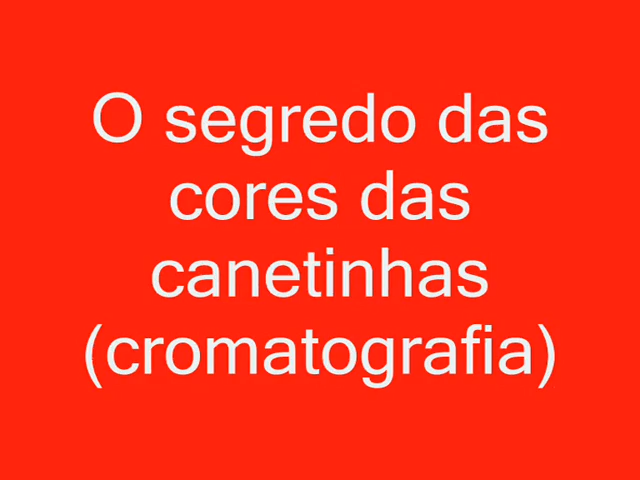 O segredo das
cores das
canetinhas
(cromatografia)